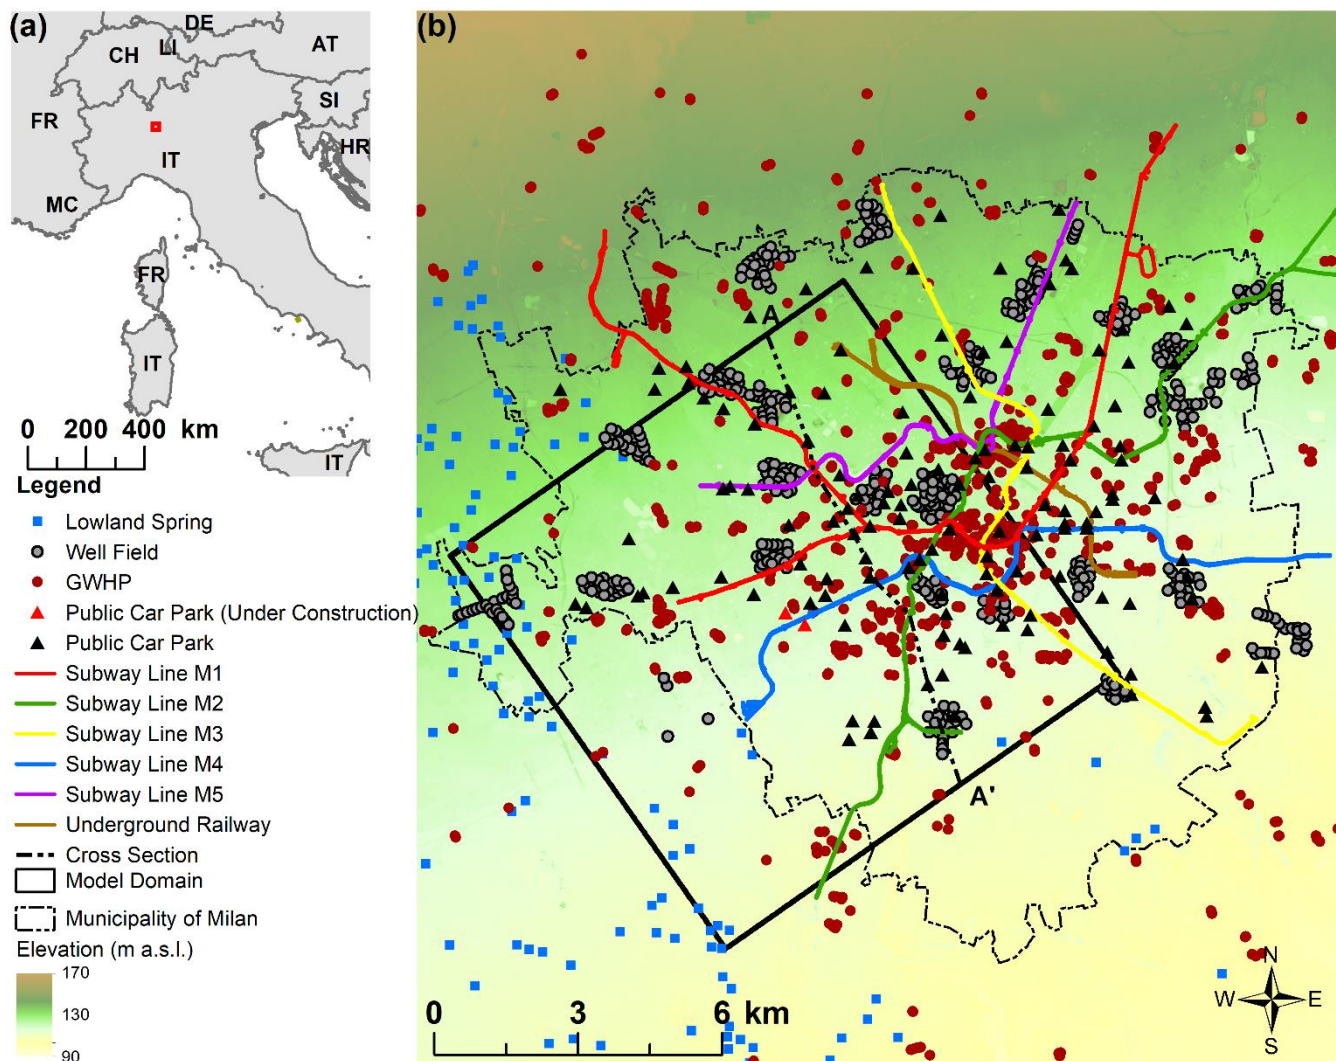 (a)
DE
CH
LI
AT
SI
FR
HR
IT
MC
FR
IT
IT
0 200 400 km
Legend
Lowland Spring
Well Field
GWHP
Public Car Park (Under Construction)
Public Car Park
Subway Line M1
Subway Line M2
Subway Line M3
Subway Line M4
Subway Line M5
Underground Railway
Cross Section
Model Domain
Municipality of Milan
Elevation (m a.s.l.)
170
130
90
(b)
A
A'
0 3 6 km
N
W E
S